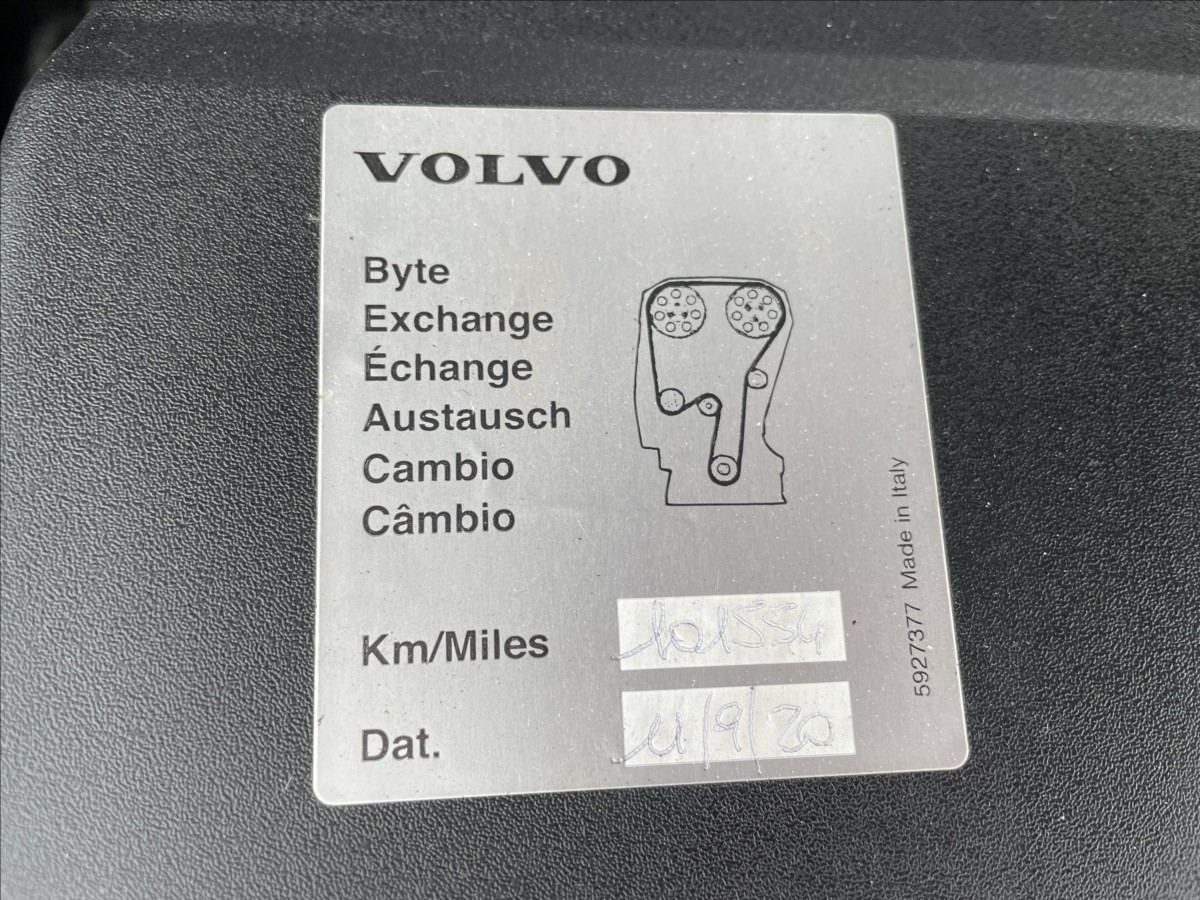 VOLVO
Byte
Exchange
Échange
Austausch
Cambio
Câmbio
Km/Miles 101554
Dat. 11/9/20
5927377 Made in Italy